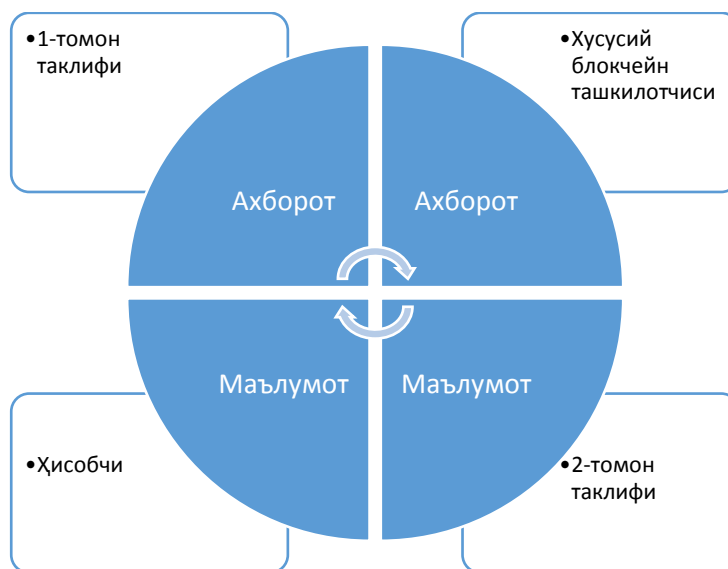 •1-томон
таклифи
•Хусусий
блокчейн
ташкилотчиси
Ахборот
Ахборот
Маълумот
Маълумот
•Ҳисобчи
•2-томон
таклифи